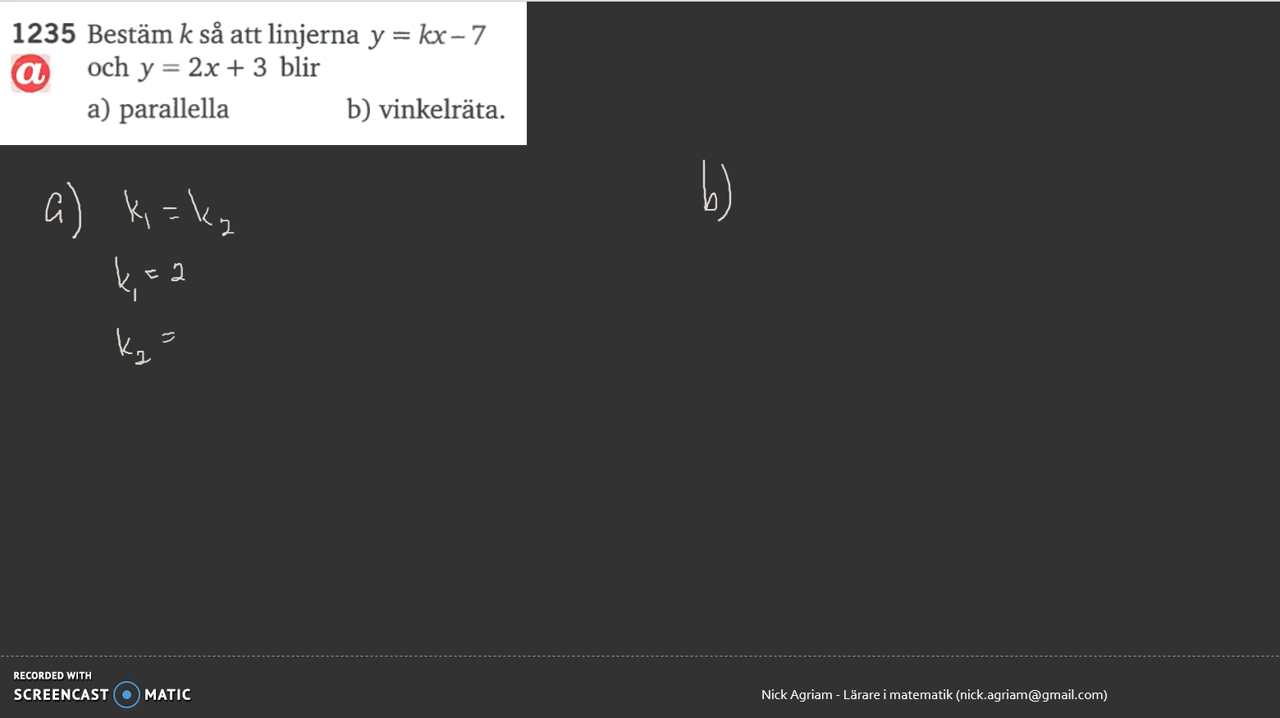 1235 Bestäm k så att linjerna y = kx – 7
a och y = 2x + 3 blir
a) parallella b) vinkelräta.
a) k₁ = k₂
k₁ = 2
k₂ =
b)
RECORDED WITH
SCREENCAST MATIC
Nick Agriam - Lärare i matematik (nick.agriam@gmail.com)